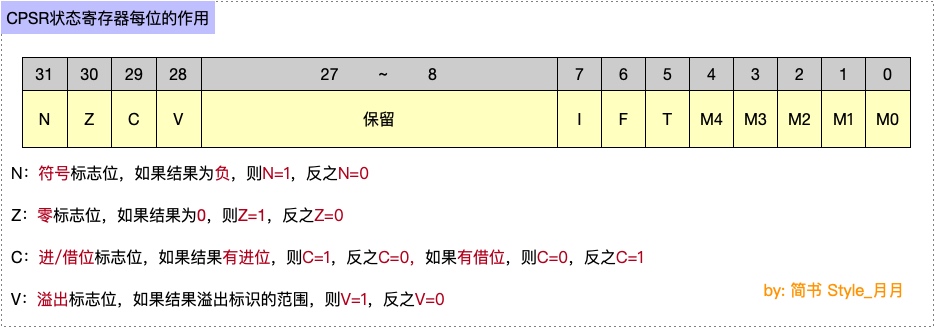 CPSR状态寄存器每位的作用
31 30 29 28 27 ~ 8 7 6 5 4 3 2 1 0
N Z C V 保留 I F T M4 M3 M2 M1 M0
N：符号标志位，如果结果为负，则N=1，反之N=0
Z：零标志位，如果结果为0，则Z=1，反之Z=0
C：进/借位标志位，如果结果有进位，则C=1，反之C=0，如果有借位，则C=0，反之C=1
V：溢出标志位，如果结果溢出标识的范围，则V=1，反之V=0
by: 简书 Style_月月